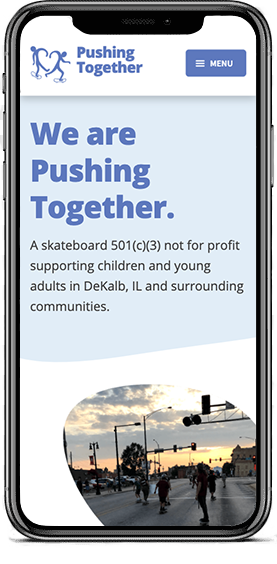 Pushing
Together
MENU
We are
Pushing
Together.
A skateboard 501(c)(3) not for profit
supporting children and young
adults in DeKalb, IL and surrounding
communities.